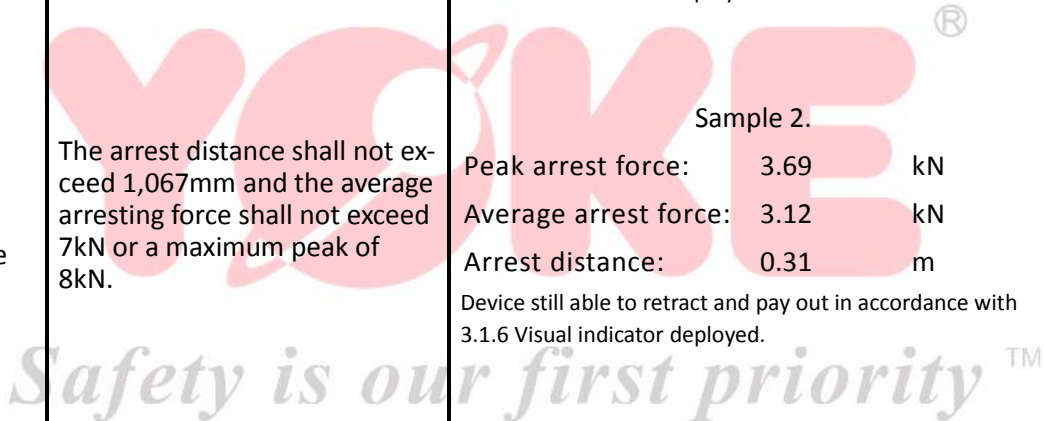 YOKE ®
The arrest distance shall not ex-
ceed 1,067mm and the average
arresting force shall not exceed
7kN or a maximum peak of
8kN.
Sample 2.
Peak arrest force: 3.69 kN
Average arrest force: 3.12 kN
Arrest distance: 0.31 m
Device still able to retract and pay out in accordance with
3.1.6 Visual indicator deployed.
Safety is our first priority ™